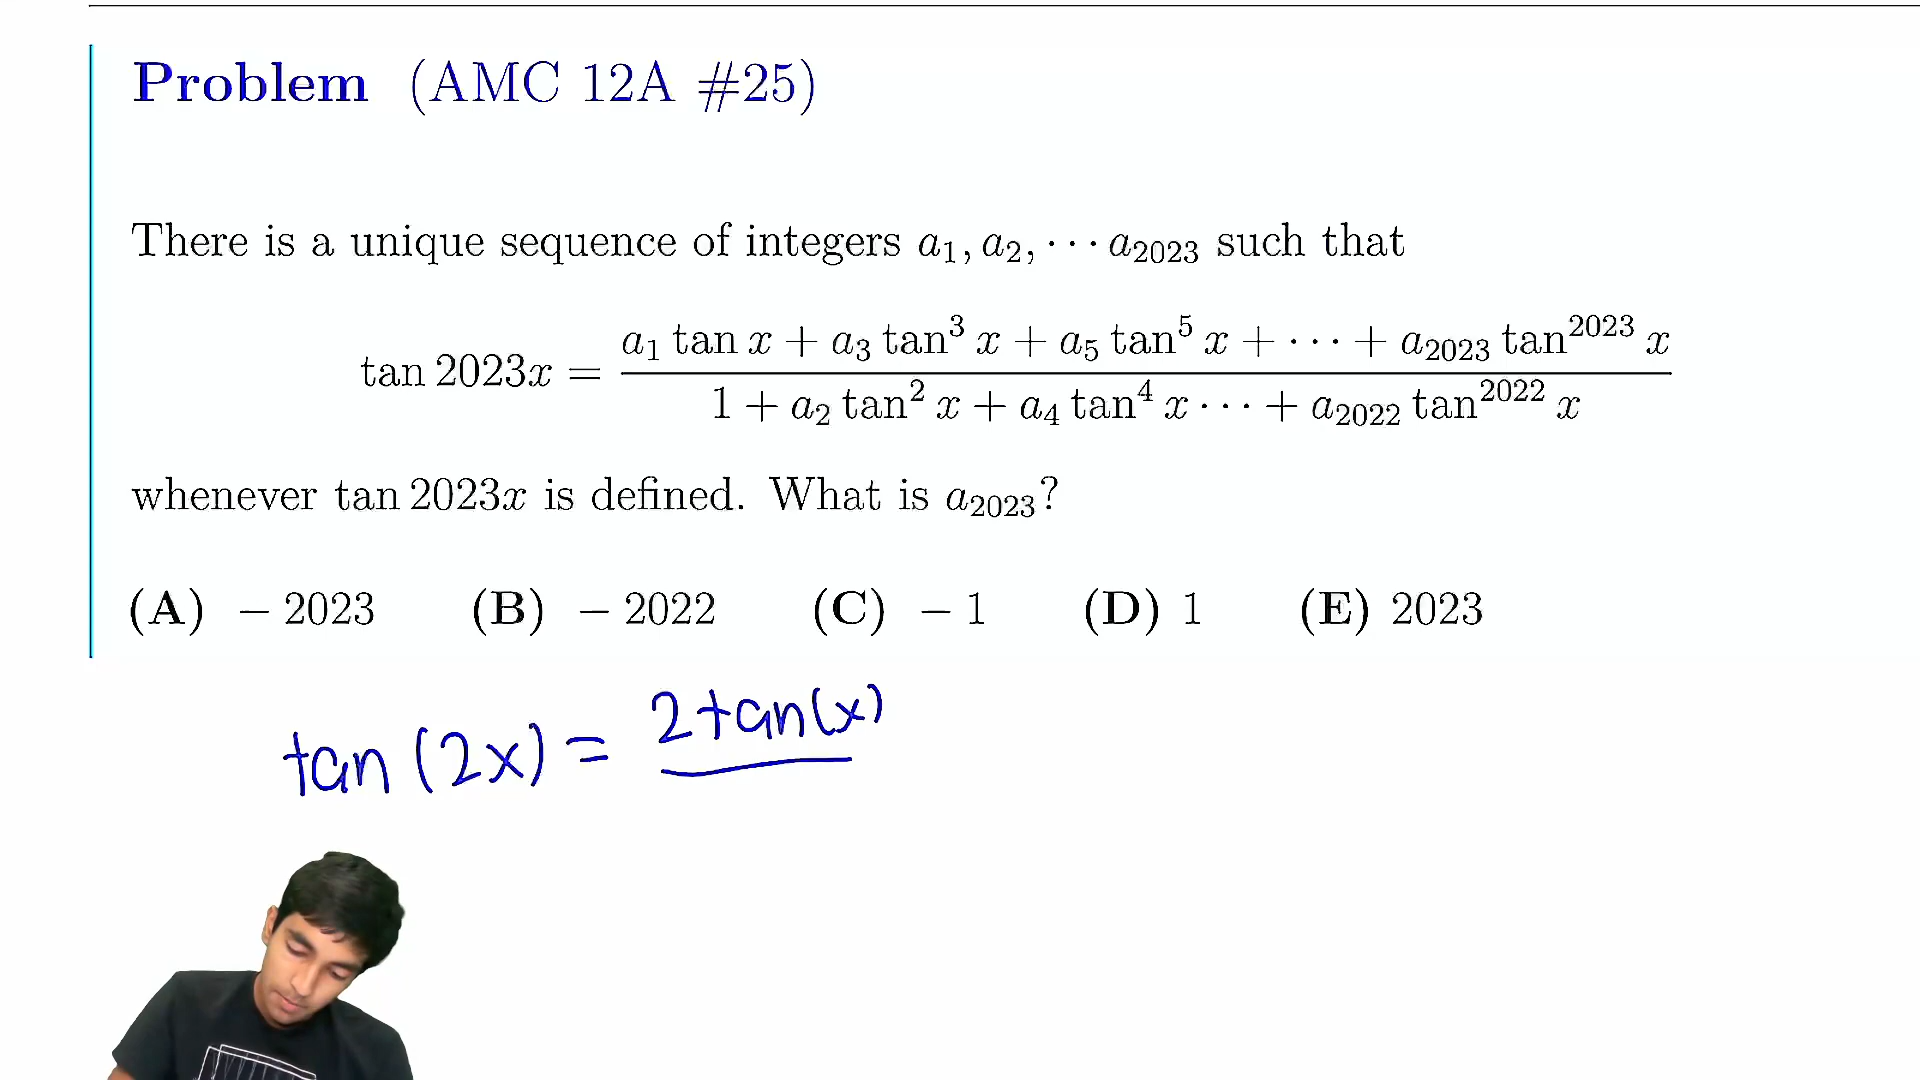 Problem (AMC 12A #25)
There is a unique sequence of integers a₁, a₂, ⋯ a₂₀₂₃ such that
tan 2023x = (a₁ tan x + a₃ tan³ x + a₅ tan⁵ x + ⋯ + a₂₀₂₃ tan²⁰²³ x) / (1 + a₂ tan² x + a₄ tan⁴ x ⋯ + a₂₀₂₂ tan²⁰²² x)
whenever tan 2023x is defined. What is a₂₀₂₃?
(A) − 2023 (B) − 2022 (C) − 1 (D) 1 (E) 2023
tan (2x) = 2tan(x)